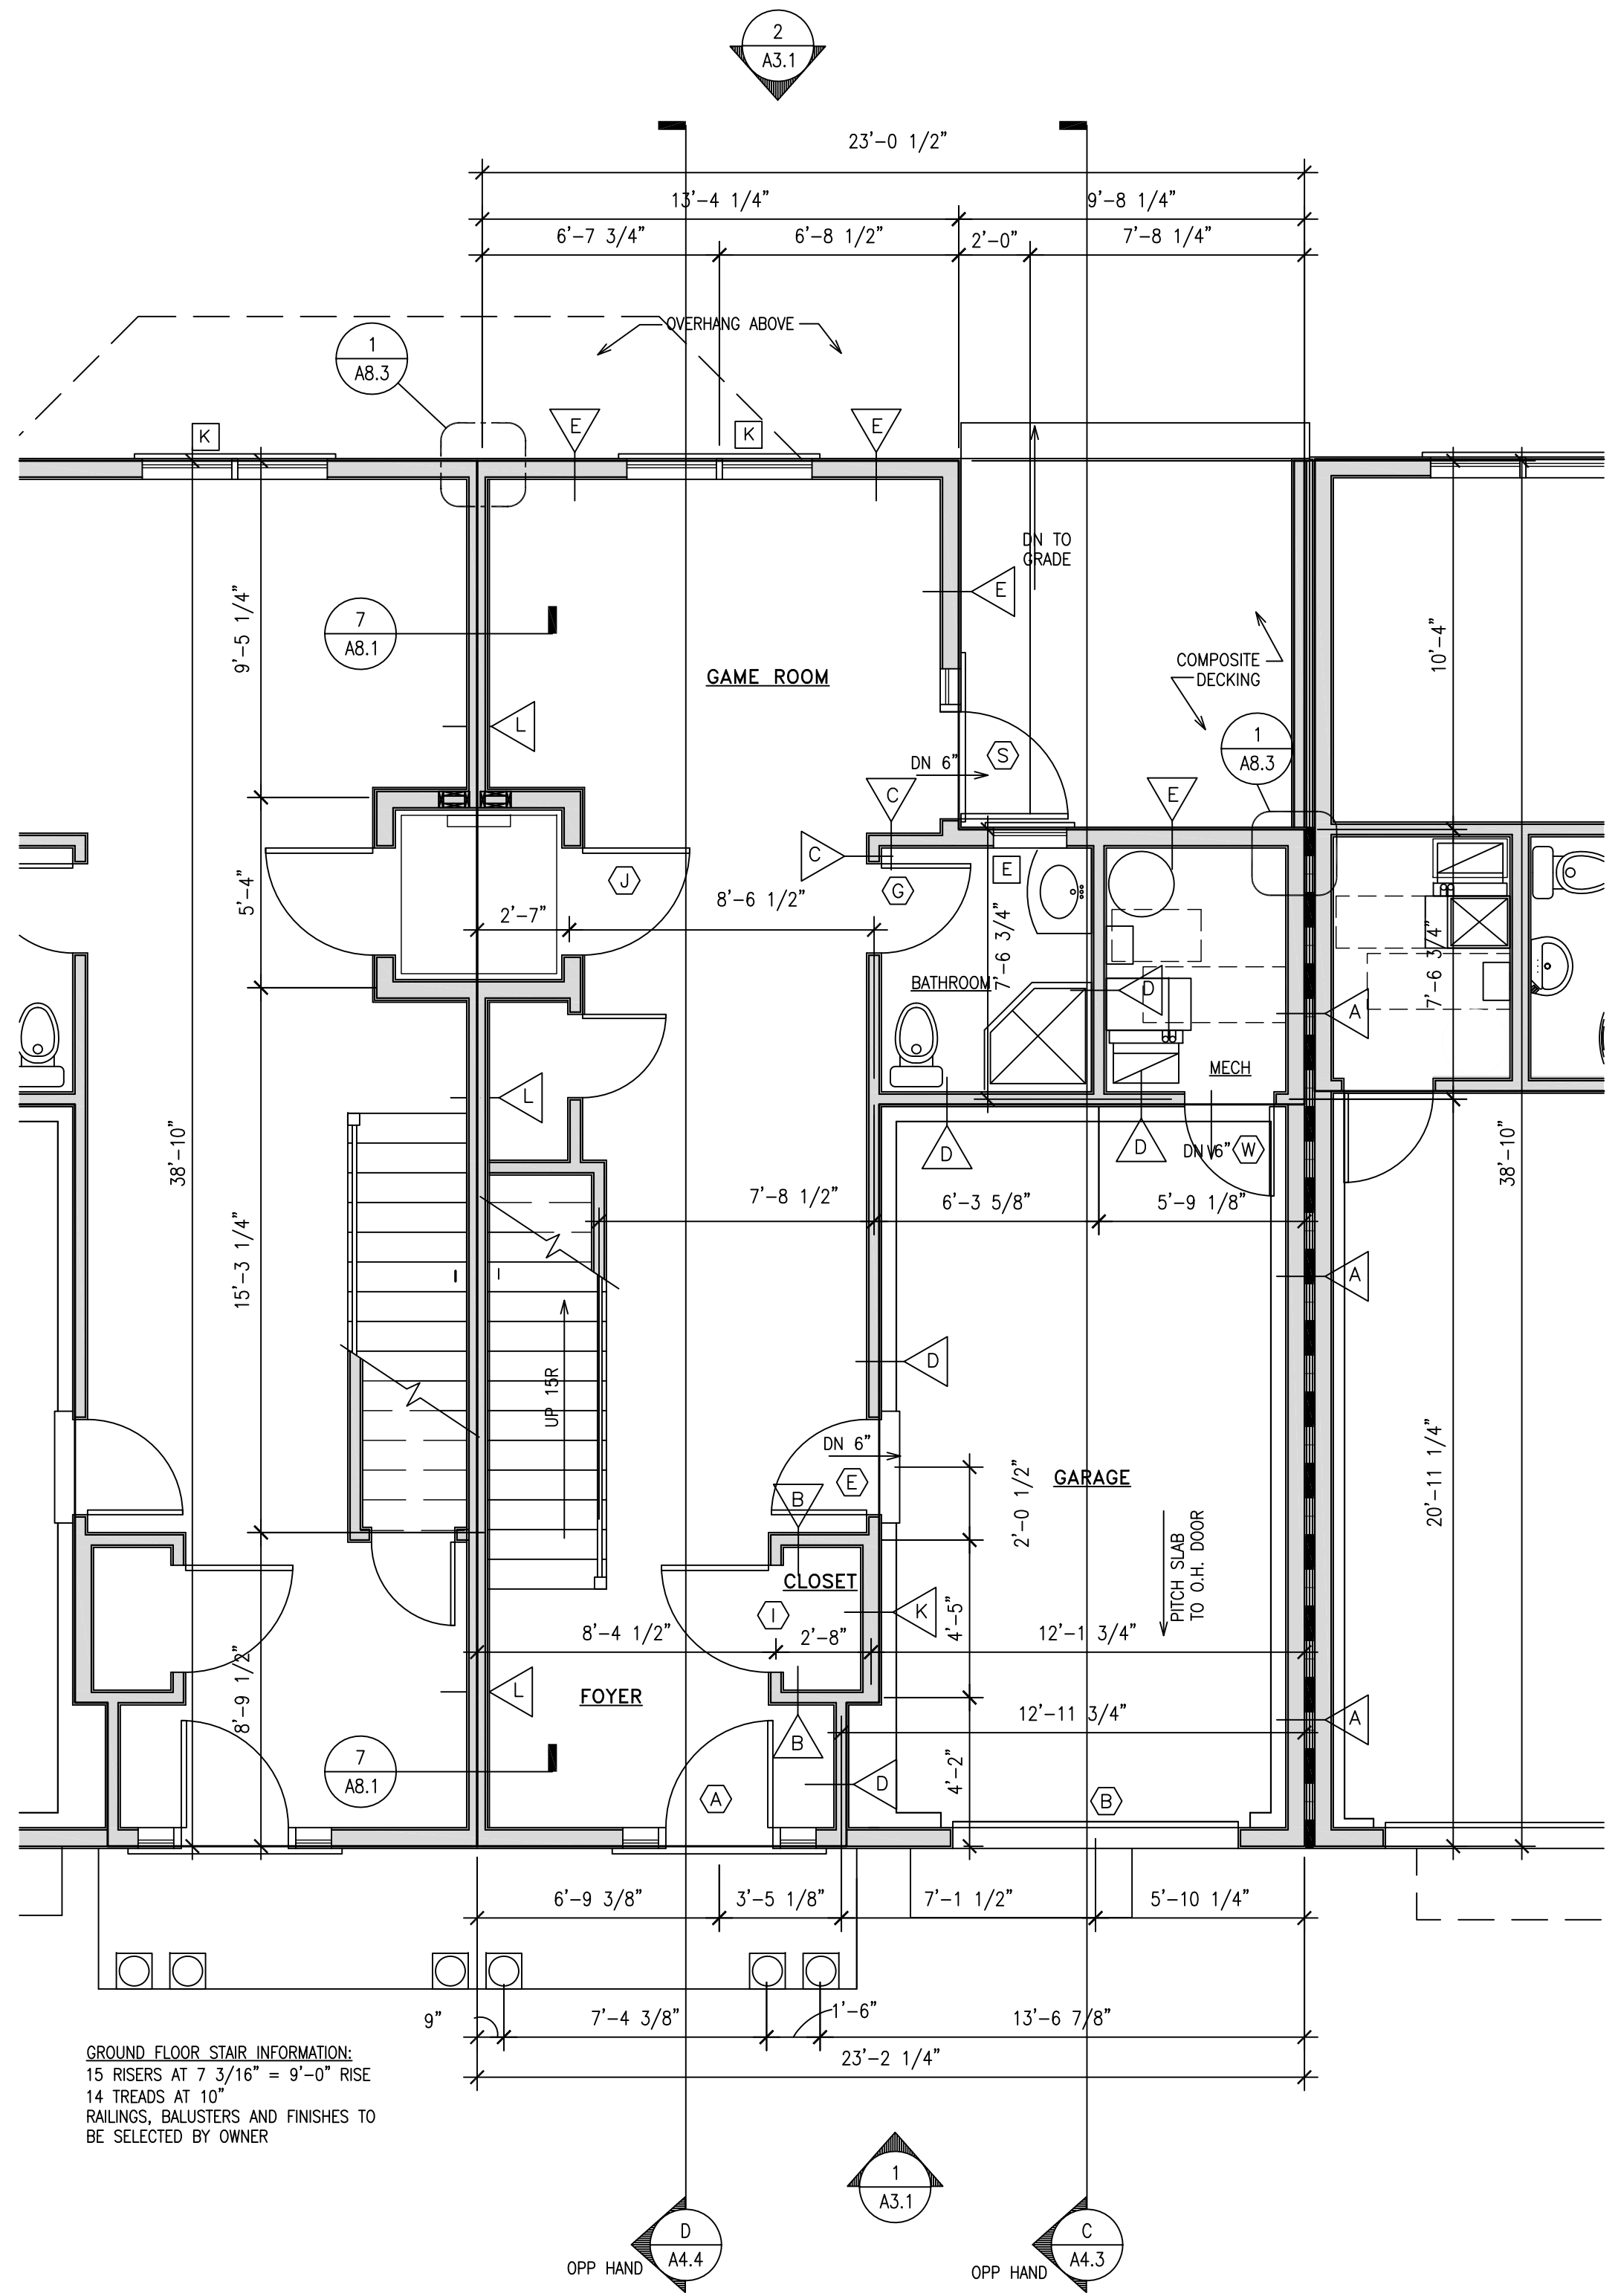 2
A3.1
23'-0 1/2"
13'-4 1/4"
9'-8 1/4"
6'-7 3/4"
6'-8 1/2"
2'-0"
7'-8 1/4"
OVERHANG ABOVE
1
A8.3
K
E
K
E
DN TO
GRADE
9'-5 1/4"
7
A8.1
E
10'-4"
COMPOSITE
DECKING
GAME ROOM
L
1
A8.3
S
DN 6"
C
E
C
E
J
G
5'-4"
2'-7"
8'-6 1/2"
7'-6 3/4"
7'-6 3/4"
BATHROOM
D
A
MECH
L
38'-10"
D
D
DN 6"
W
38'-10"
7'-8 1/2"
6'-3 5/8"
5'-9 1/8"
15'-3 1/4"
A
D
UP 15R
DN 6"
E
B
GARAGE
2'-0 1/2"
20'-11 1/4"
PITCH SLAB
TO O.H. DOOR
CLOSET
I
K
4'-5"
8'-4 1/2"
2'-8"
12'-1 3/4"
8'-9 1/2"
L
FOYER
12'-11 3/4"
A
B
7
A8.1
4'-2"
D
A
B
6'-9 3/8"
3'-5 1/8"
7'-1 1/2"
5'-10 1/4"
9"
7'-4 3/8"
1'-6"
13'-6 7/8"
23'-2 1/4"
GROUND FLOOR STAIR INFORMATION:
15 RISERS AT 7 3/16" = 9'-0" RISE
14 TREADS AT 10"
RAILINGS, BALUSTERS AND FINISHES TO
BE SELECTED BY OWNER
1
A3.1
D
A4.4
OPP HAND
C
A4.3
OPP HAND